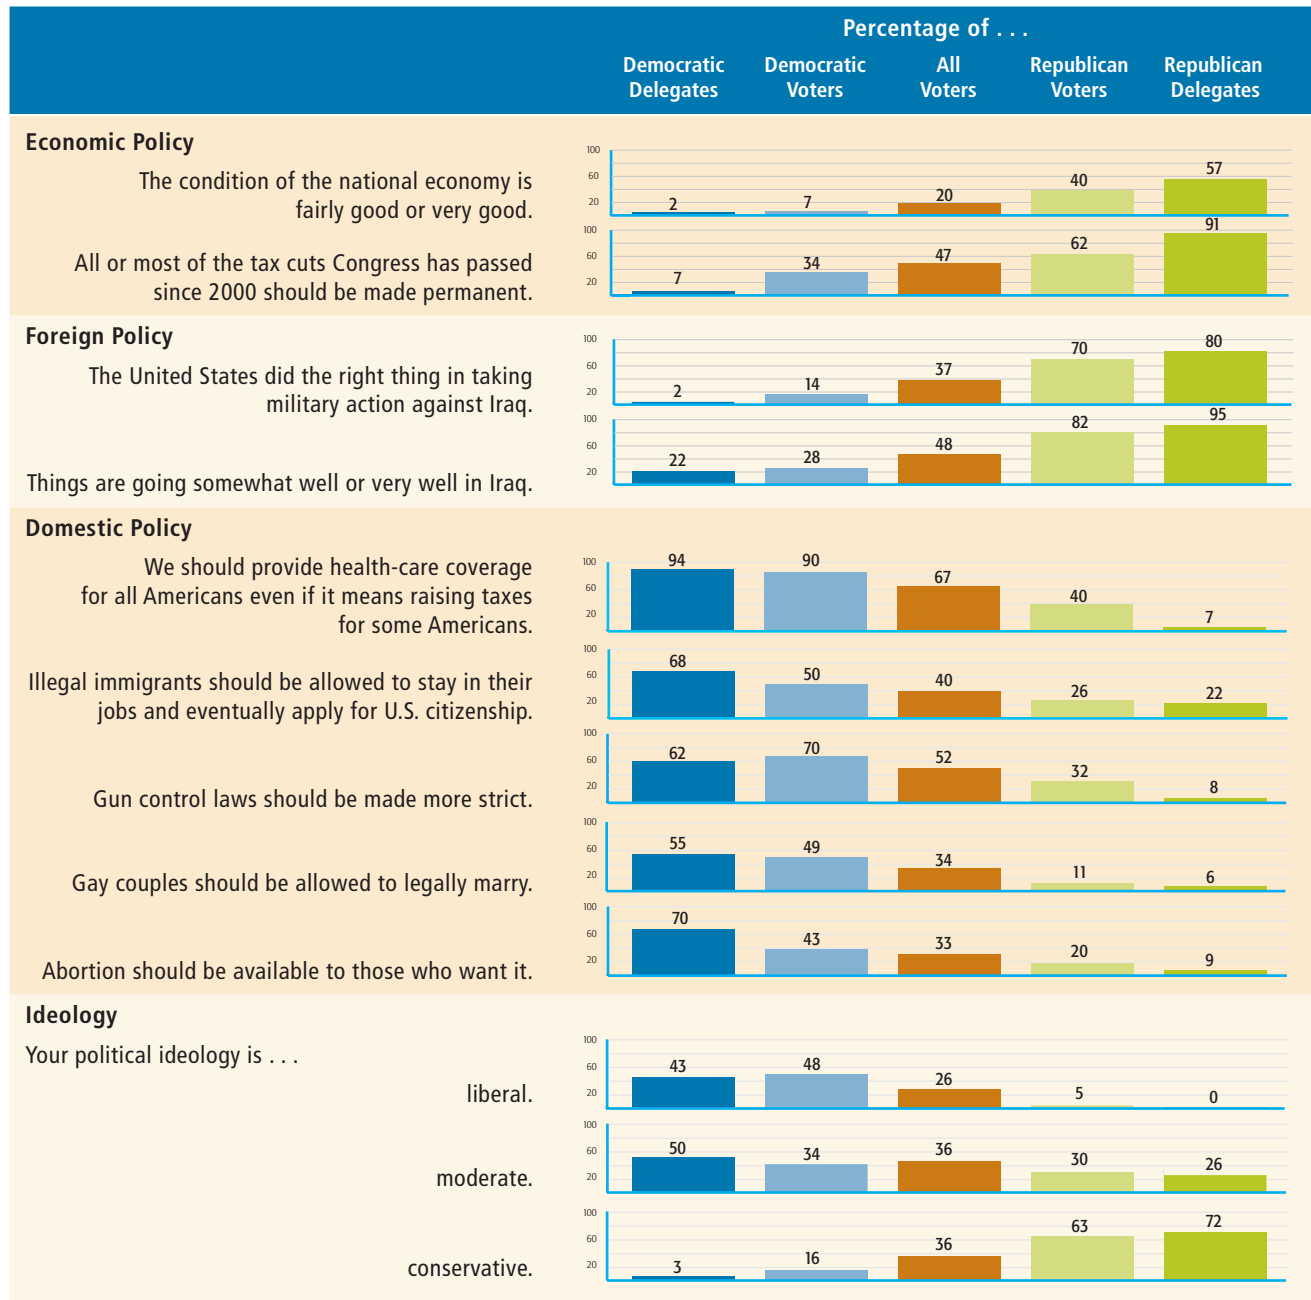 Percentage of . . .
Democratic Delegates
Democratic Voters
All Voters
Republican Voters
Republican Delegates
Economic Policy
The condition of the national economy is
fairly good or very good.
100
60
20
2 7 20 40 57
All or most of the tax cuts Congress has passed
since 2000 should be made permanent.
100
60
20
7 34 47 62 91
Foreign Policy
The United States did the right thing in taking
military action against Iraq.
100
60
20
2 14 37 70 80
Things are going somewhat well or very well in Iraq.
100
60
20
22 28 48 82 95
Domestic Policy
We should provide health-care coverage
for all Americans even if it means raising taxes
for some Americans.
100
60
20
94 90 67 40 7
Illegal immigrants should be allowed to stay in their
jobs and eventually apply for U.S. citizenship.
100
60
20
68 50 40 26 22
Gun control laws should be made more strict.
100
60
20
62 70 52 32 8
Gay couples should be allowed to legally marry.
100
60
20
55 49 34 11 6
Abortion should be available to those who want it.
100
60
20
70 43 33 20 9
Ideology
Your political ideology is . . .
liberal.
100
60
20
43 48 26 5 0
moderate.
100
60
20
50 34 36 30 26
conservative.
100
60
20
3 16 36 63 72